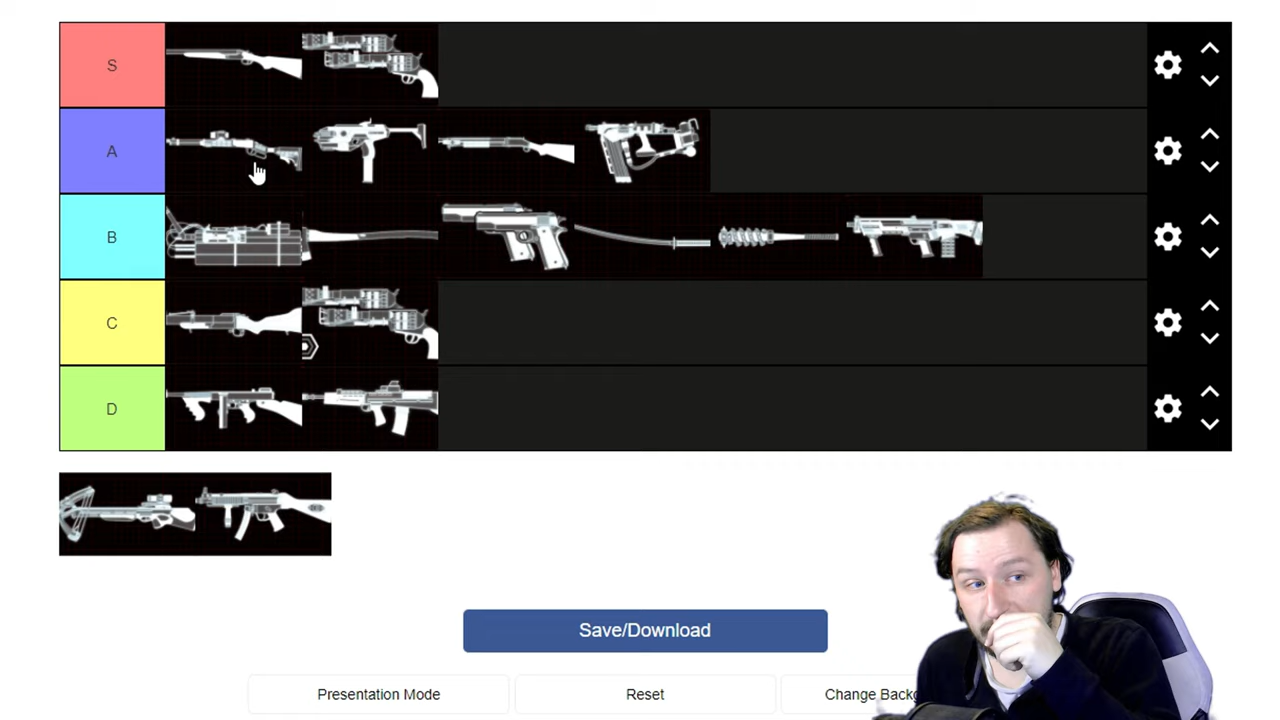 S
A
B
C
D
Save/Download
Presentation Mode
Reset
Change Backg